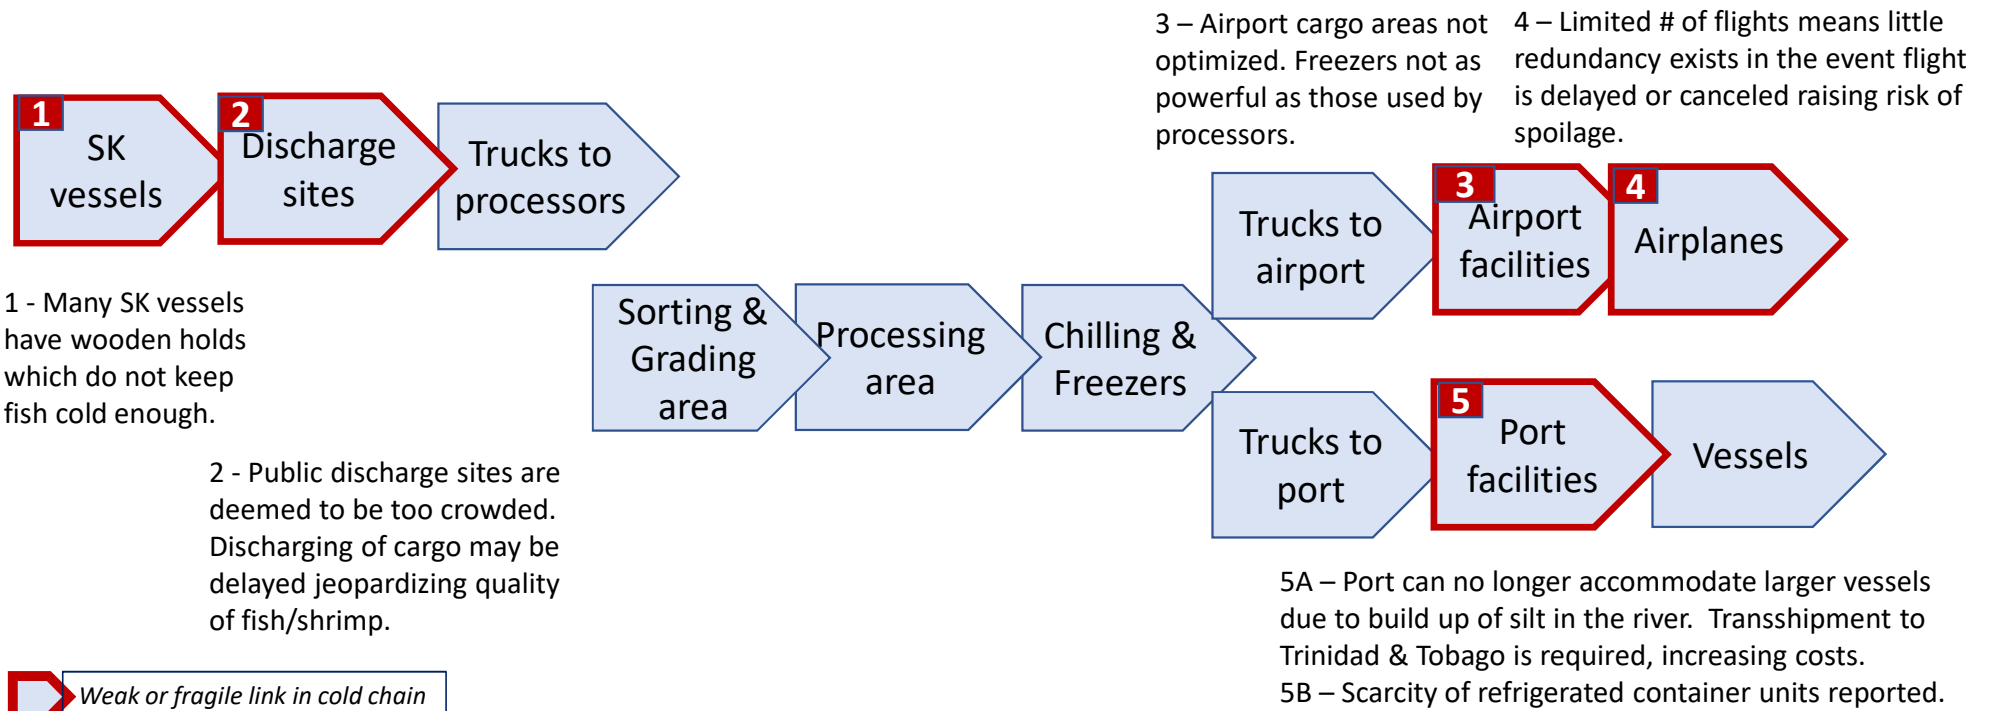 3 – Airport cargo areas not
optimized. Freezers not as
powerful as those used by
processors.
4 – Limited # of flights means little
redundancy exists in the event flight
is delayed or canceled raising risk of
spoilage.
1
SK
vessels
2
Discharge
sites
Trucks to
processors
3
Airport
facilities
4
Airplanes
Trucks to
airport
1 - Many SK vessels
have wooden holds
which do not keep
fish cold enough.
Sorting &
Grading
area
Processing
area
Chilling &
Freezers
Trucks to
port
5
Port
facilities
Vessels
2 - Public discharge sites are
deemed to be too crowded.
Discharging of cargo may be
delayed jeopardizing quality
of fish/shrimp.
5A – Port can no longer accommodate larger vessels
due to build up of silt in the river.  Transshipment to
Trinidad & Tobago is required, increasing costs.
5B – Scarcity of refrigerated container units reported.
Weak or fragile link in cold chain